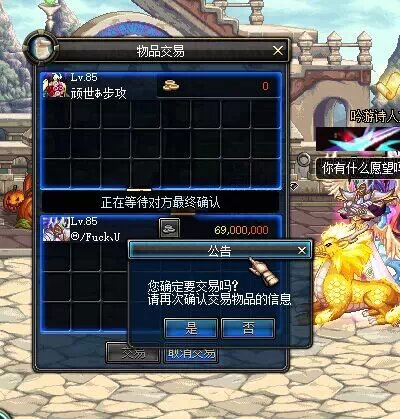 物品交易
Lv.85
顽世ぁ步攻
0
吟游诗人
你有什么愿望吗
正在等待对方最终确认
Lv.85
69,000,000
公告
您确定要交易吗?
请再次确认交易物品的信息
是
否
交易
取消交易